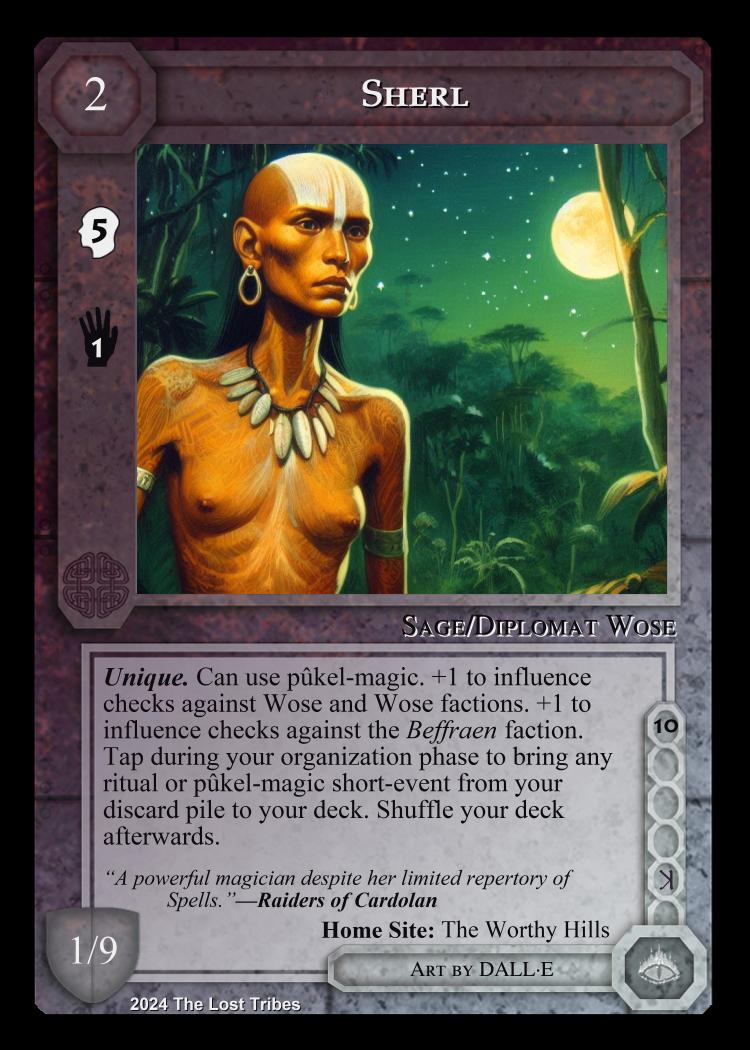 2
SHERL
5
1
SAGE/DIPLOMAT WOSE
Unique. Can use pûkel-magic. +1 to influence
checks against Wose and Wose factions. +1 to
influence checks against the Beffraen faction.
Tap during your organization phase to bring any
ritual or pûkel-magic short-event from your
discard pile to your deck. Shuffle your deck
afterwards.
10
“A powerful magician despite her limited repertory of
Spells.”—Raiders of Cardolan
Home Site: The Worthy Hills
1/9
ART BY DALL·E
2024 The Lost Tribes